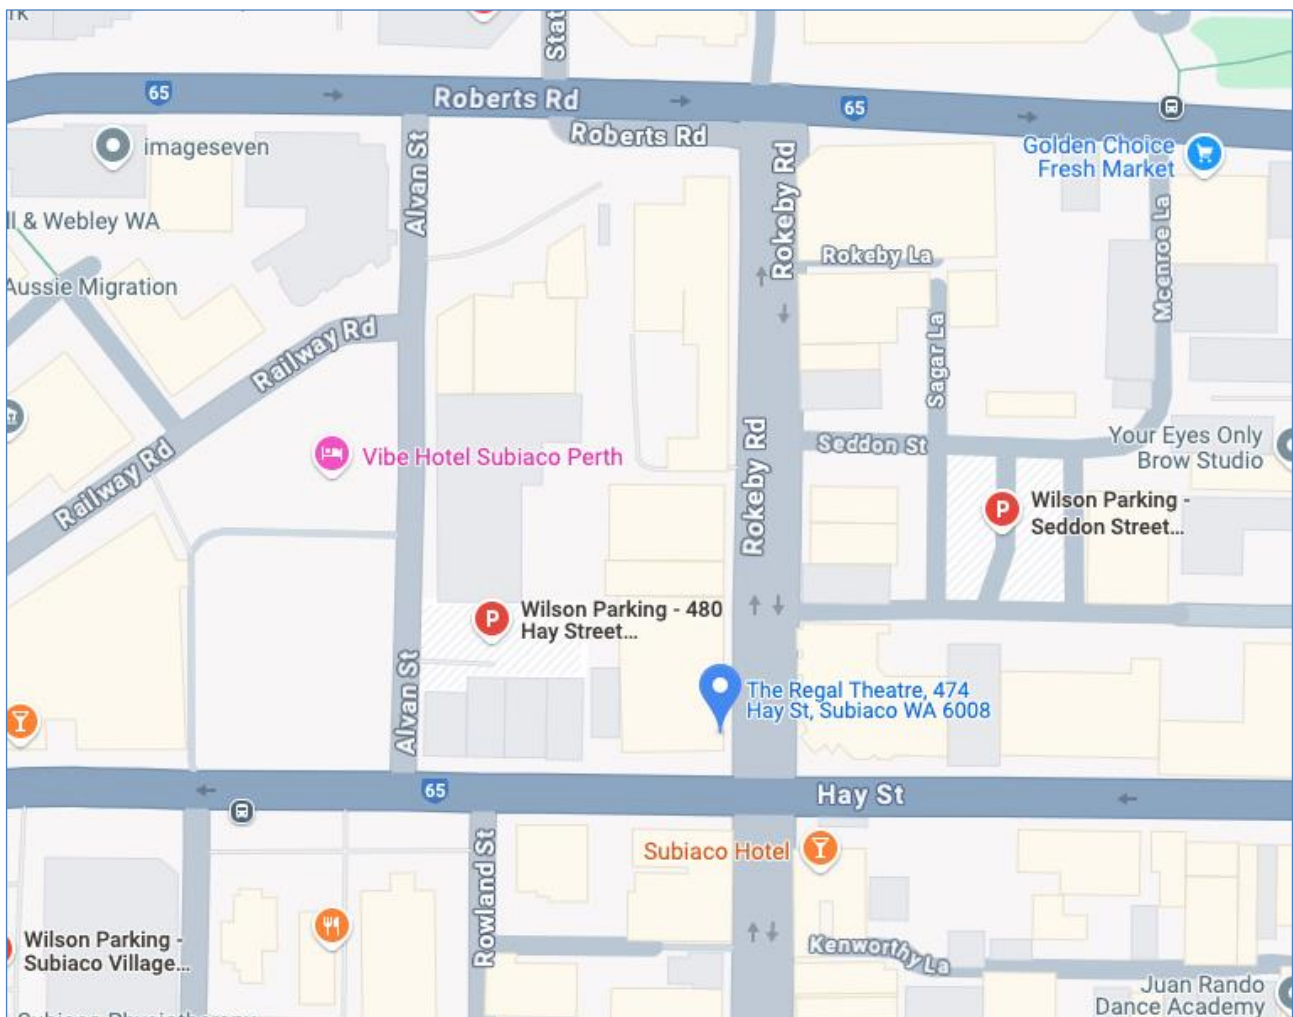 rk
Stat
65
Roberts Rd
65
Roberts Rd
Alvan St
Rokeby Rd
imageseven
Golden Choice
Fresh Market
ll & Webley WA
Rokeby La
Mcenroe La
Aussie Migration
Railway Rd
Sagar La
Rokeby Rd
Seddon St
Your Eyes Only
Brow Studio
Vibe Hotel Subiaco Perth
Railway Rd
P
Wilson Parking -
Seddon Street...
P
Wilson Parking - 480
Hay Street...
Alvan St
The Regal Theatre, 474
Hay St, Subiaco WA 6008
65
Hay St
Subiaco Hotel
Rowland St
Wilson Parking -
Subiaco Village...
Kenworthy La
Juan Rando
Dance Academy